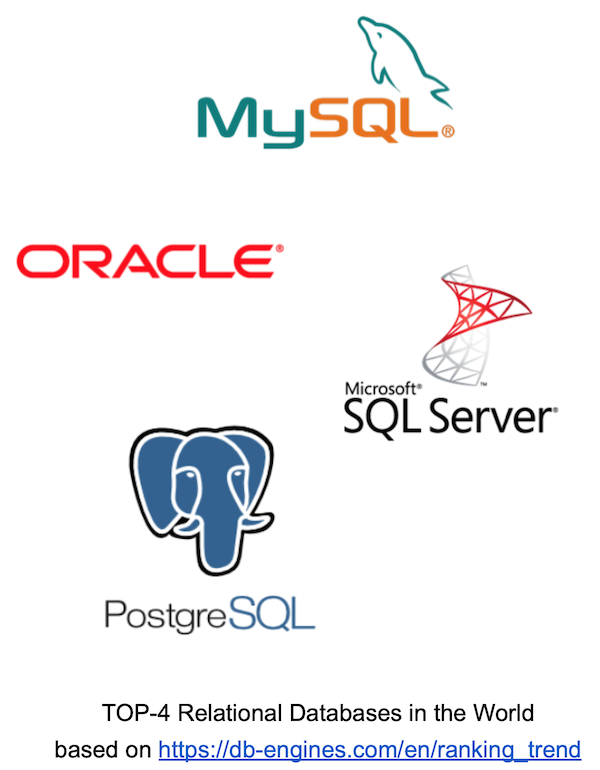 MySQL®
ORACLE®
Microsoft®
SQL Server®
PostgreSQL
TOP-4 Relational Databases in the World
based on https://db-engines.com/en/ranking_trend